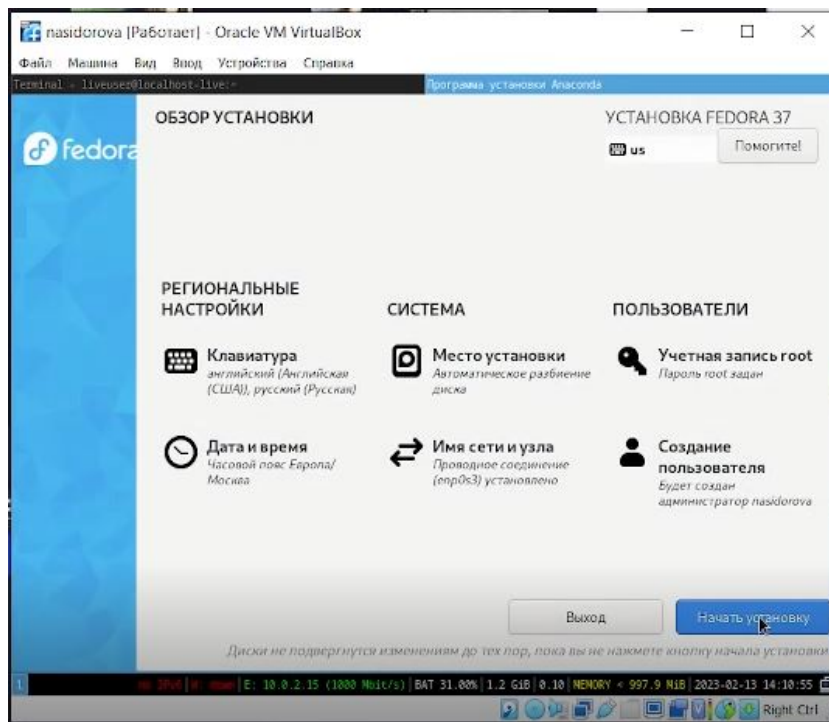 nasidorova [Работает] - Oracle VM VirtualBox
Файл Машина Вид Ввод Устройства Справка
Terminal - liveuser@localhost-live:~ Программа установки Anaconda
fedora
ОБЗОР УСТАНОВКИ
УСТАНОВКА FEDORA 37
us
Помогите!
РЕГИОНАЛЬНЫЕ
НАСТРОЙКИ
Клавиатура
английский (Английская
(США)), русский (Русская)
Дата и время
Часовой пояс Европа/
Москва
СИСТЕМА
Место установки
Автоматическое разбиение
диска
Имя сети и узла
Проводное соединение
(enp0s3) установлено
ПОЛЬЗОВАТЕЛИ
Учетная запись root
Пароль root задан
Создание
пользователя
Будет создан
администратор nasidorova
Выход
Начать установку
Диски не подвергнутся изменениям до тех пор, пока вы не нажмете кнопку начала установки
1 no IPv6 W: down E: 10.0.2.15 (1000 Mbit/s) BAT 31.00% 1.2 GiB 0.10 MEMORY < 997.9 MiB 2023-02-13 14:10:55
Right Ctrl